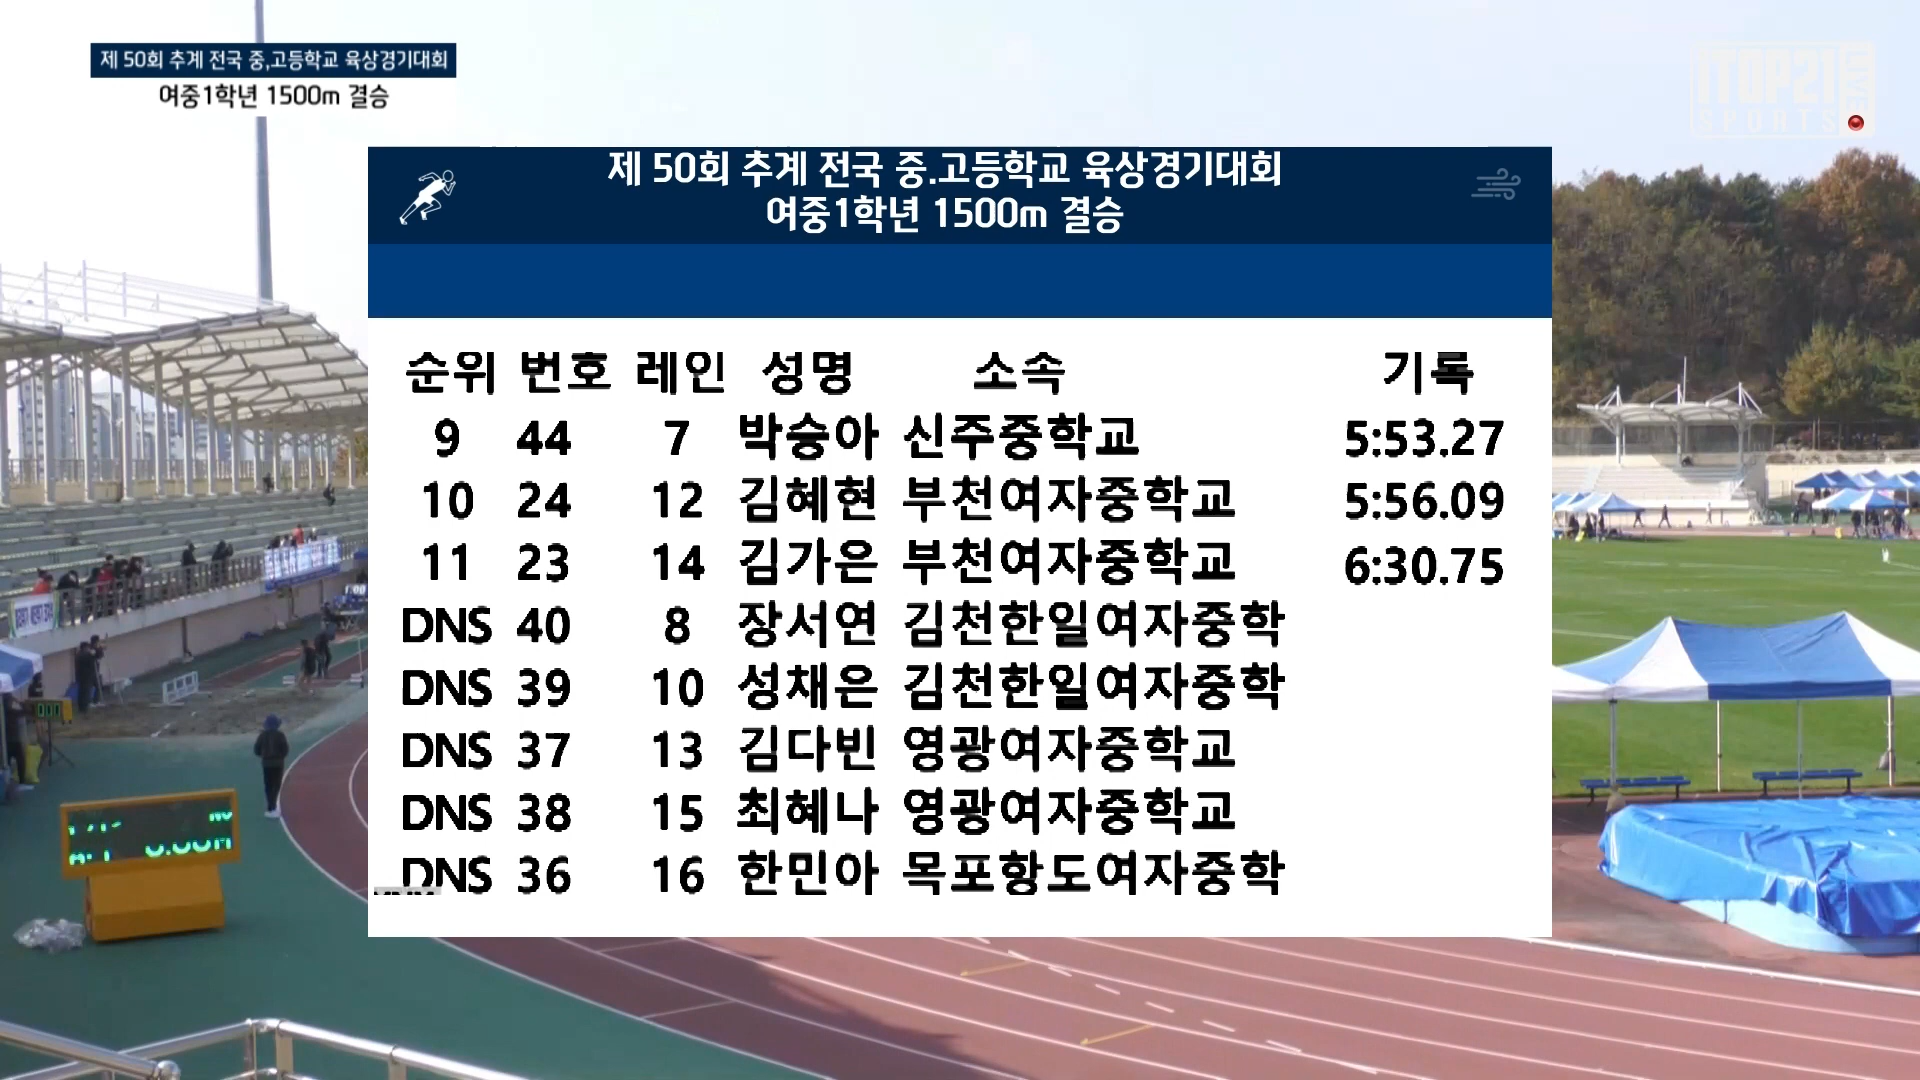 제 50회 추계 전국 중,고등학교 육상경기대회
여중1학년 1500m 결승
1TOP21
LIVE
SPORTS
제 50회 추계 전국 중.고등학교 육상경기대회
여중1학년 1500m 결승
순위 번호 레인 성명 소속 기록
9 44 7 박승아 신주중학교 5:53.27
10 24 12 김혜현 부천여자중학교 5:56.09
11 23 14 김가은 부천여자중학교 6:30.75
DNS 40 8 장서연 김천한일여자중학
DNS 39 10 성채은 김천한일여자중학
DNS 37 13 김다빈 영광여자중학교
DNS 38 15 최혜나 영광여자중학교
DNS 36 16 한민아 목포항도여자중학